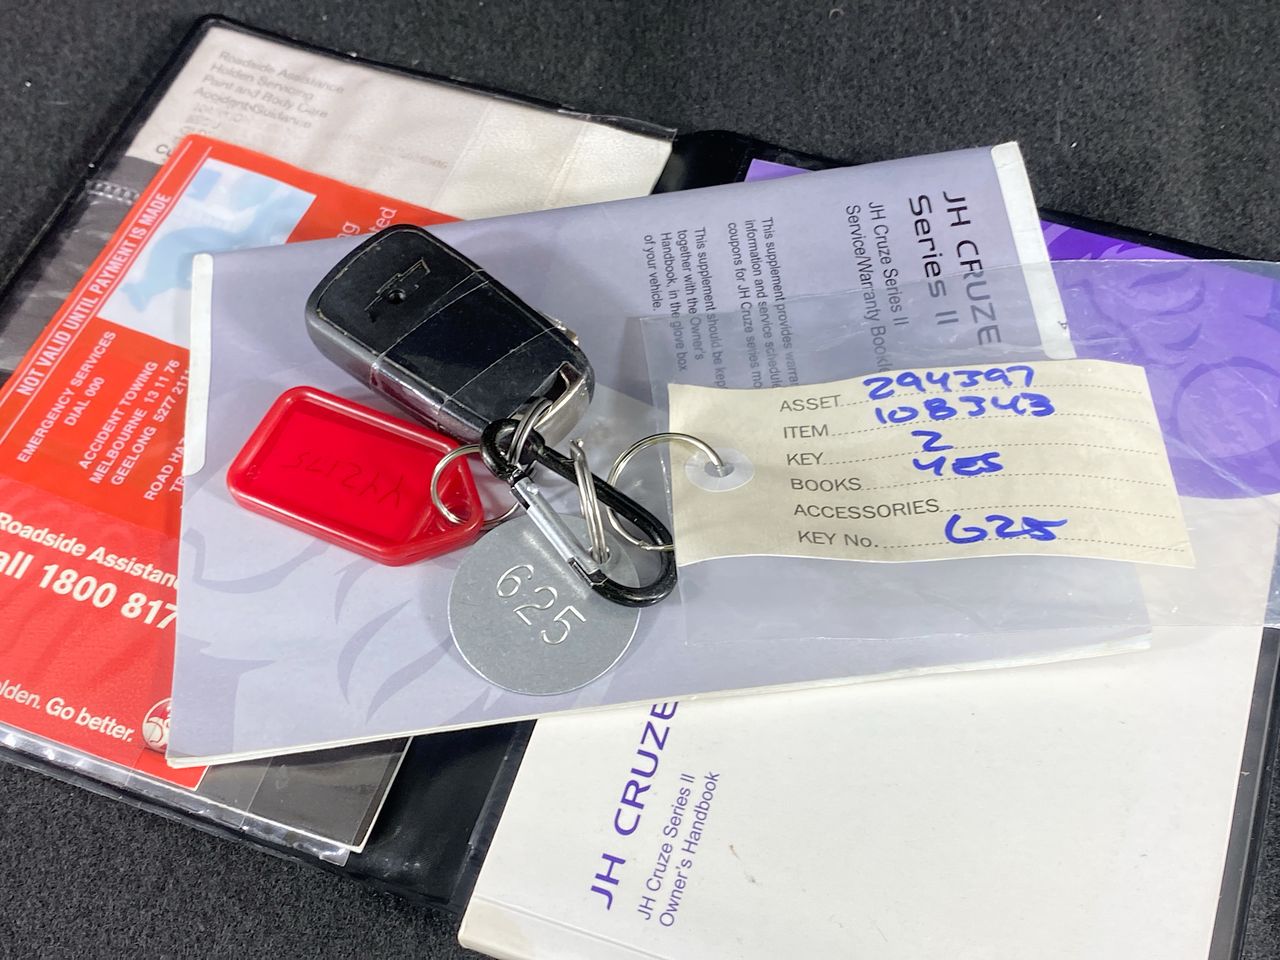 Roadside Assistance
Holden Servicing
Paint and Body Care
Accident Guidance
NOT VALID UNTIL PAYMENT IS MADE
EMERGENCY SERVICES
DIAL 000
ACCIDENT TOWING
MELBOURNE 13 11 76
GEELONG 5277 2111
ROAD HAZ
Roadside Assistan
all 1800 817
lden. Go better.
JH CRUZE
Series II
JH Cruze Series II
Service/Warranty Bookl
This supplement provides warra
information and service schedul
coupons for JH Cruze series mo
This supplement should be kep
together with the Owner's
Handbook, in the glove box
of your vehicle.
ASSET 294397
ITEM 108343
KEY 2
BOOKS YES
ACCESSORIES
KEY No. 625
625
JH CRUZE
JH Cruze Series II
Owner's Handbook